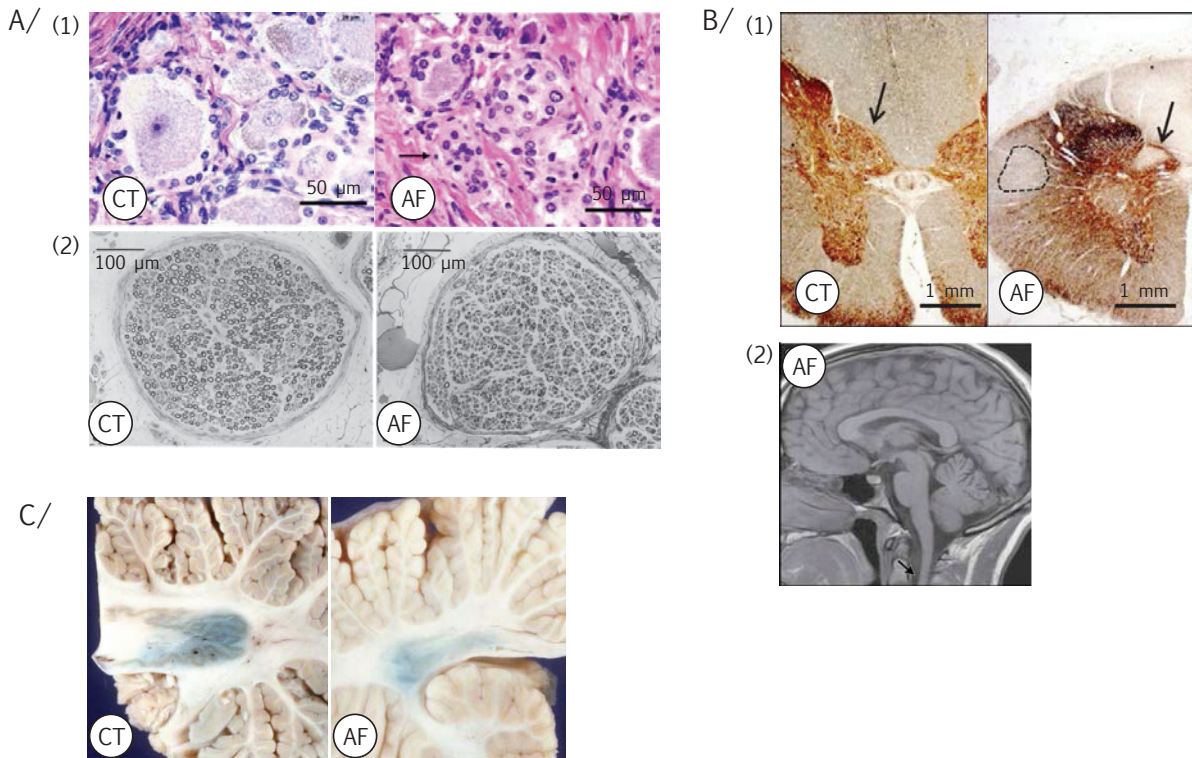 A/ (1)
CT
50 µm
AF
50 µm
(2)
100 µm
CT
100 µm
AF
B/ (1)
CT
1 mm
AF
1 mm
(2)
AF
C/
CT
AF